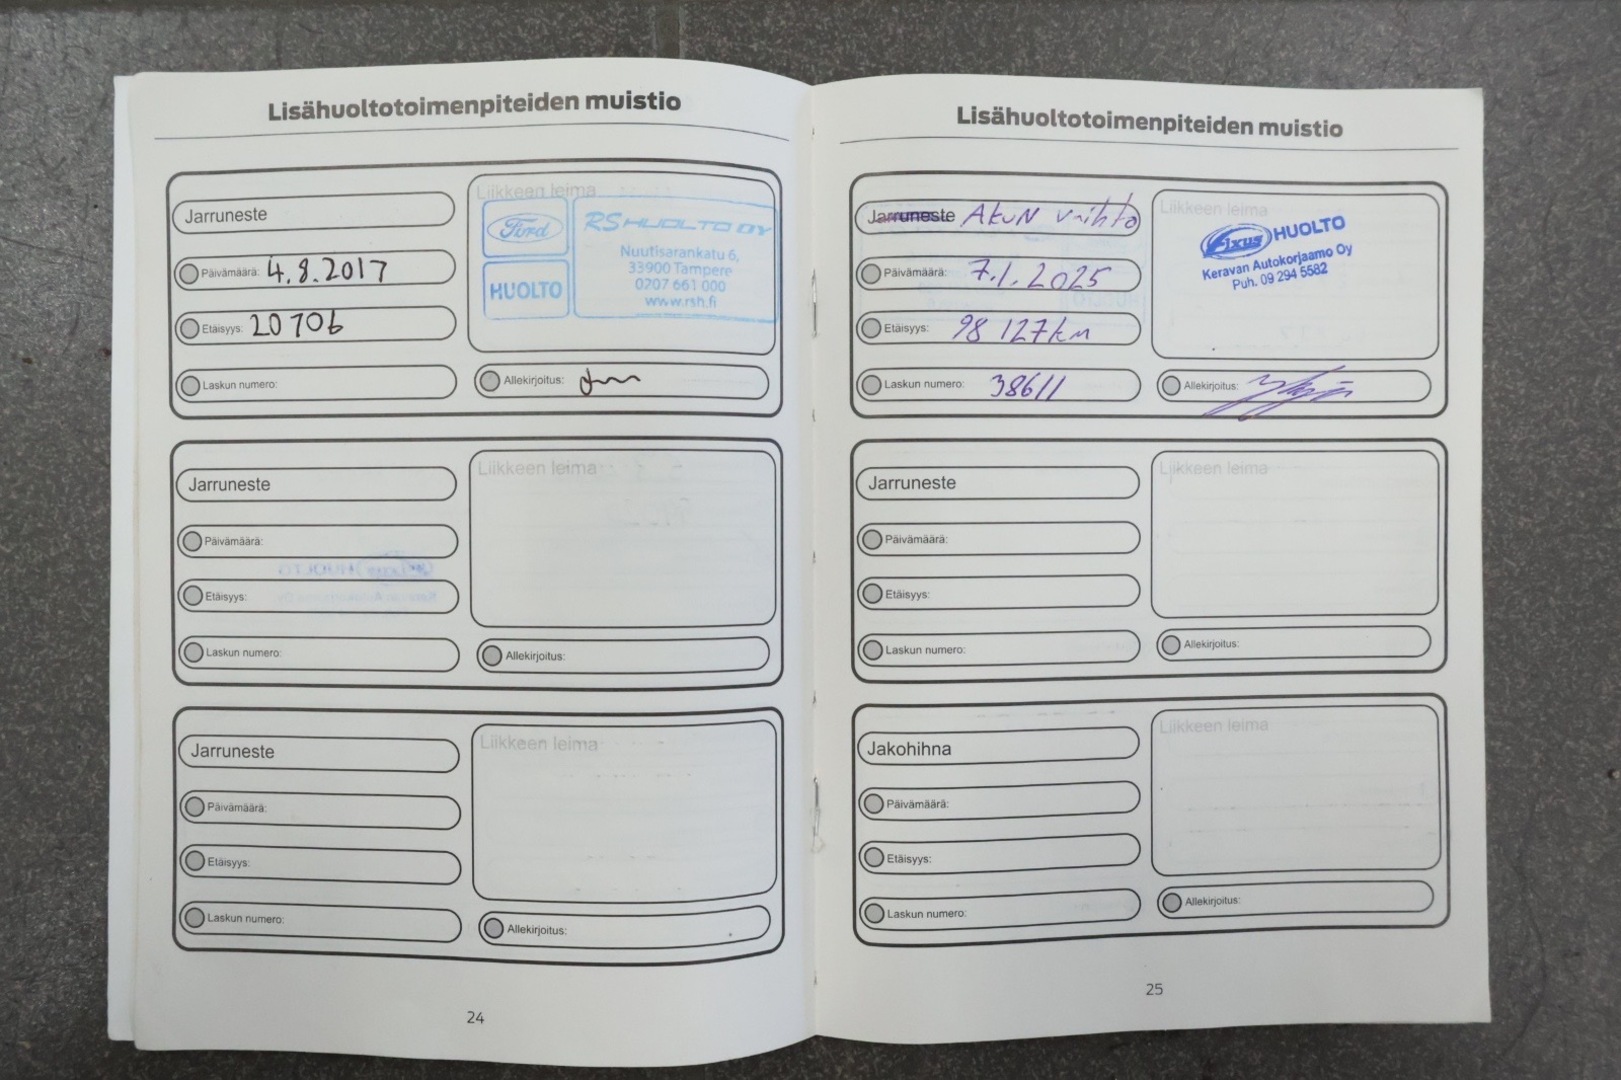 Lisähuoltotoimenpiteiden muistio
Jarruneste
Päivämäärä: 4.8.2017
Etäisyys: 20706
Laskun numero:
Liikkeen leima
Ford
HUOLTO
RS HUOLTO OY
Nuutisarankatu 6,
33900 Tampere
0207 661 000
www.rsh.fi
Allekirjoitus:
Jarruneste
Päivämäärä:
Etäisyys:
Laskun numero:
Liikkeen leima
Allekirjoitus:
Jarruneste
Päivämäärä:
Etäisyys:
Laskun numero:
Liikkeen leima
Allekirjoitus:
24
Lisähuoltotoimenpiteiden muistio
Jarruneste AkuN vaihto
Päivämäärä: 7.1.2025
Etäisyys: 98 127km
Laskun numero: 38611
Liikkeen leima
Fixus HUOLTO
Keravan Autokorjaamo Oy
Puh. 09 294 5582
Allekirjoitus:
Jarruneste
Päivämäärä:
Etäisyys:
Laskun numero:
Liikkeen leima
Allekirjoitus:
Jakohihna
Päivämäärä:
Etäisyys:
Laskun numero:
Liikkeen leima
Allekirjoitus:
25